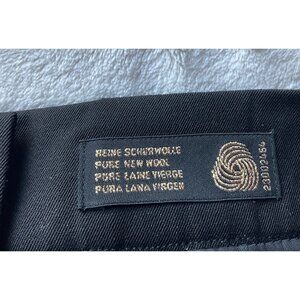 REINE SCHURWOLLE
PURE NEW WOOL
PURE LAINE VIERGE
PURA LANA VIRGEN
23002464